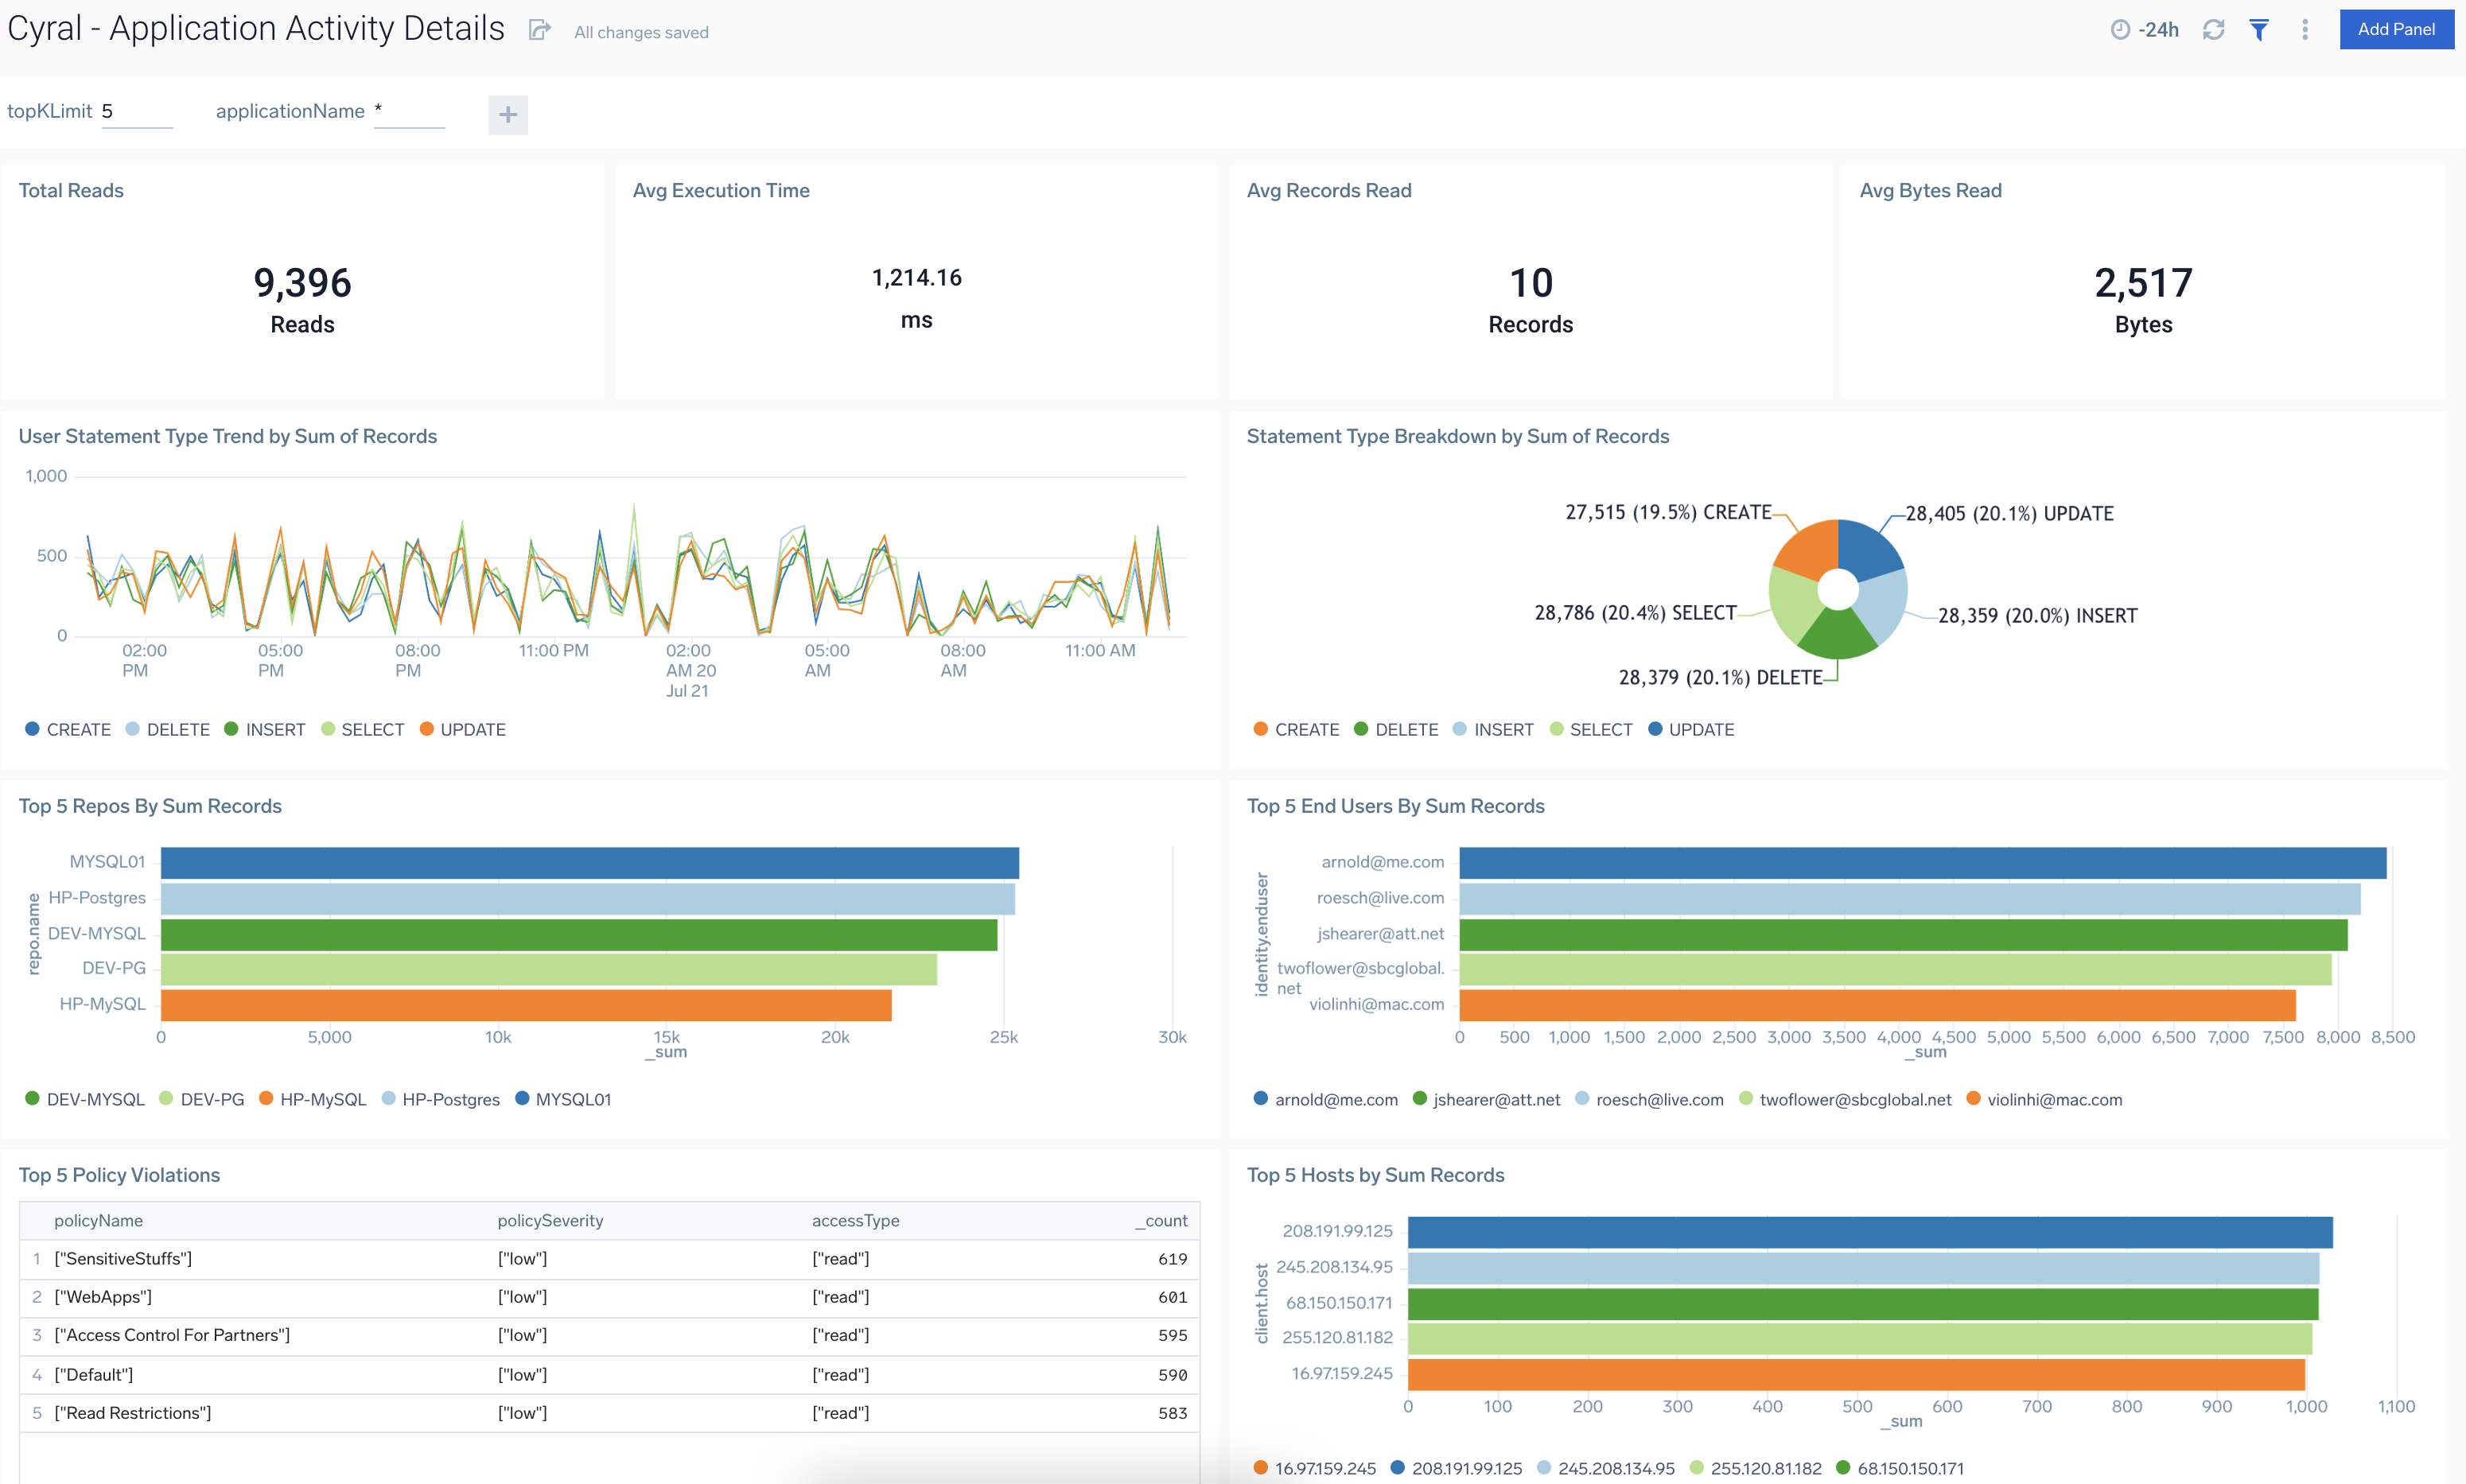 Cyral - Application Activity Details
All changes saved
-24h
Add Panel
topKLimit 5
applicationName *
+
Total Reads
9,396
Reads
Avg Execution Time
1,214.16
ms
Avg Records Read
10
Records
Avg Bytes Read
2,517
Bytes
User Statement Type Trend by Sum of Records
1,000
500
0
02:00
PM
05:00
PM
08:00
PM
11:00 PM
02:00
AM 20
Jul 21
05:00
AM
08:00
AM
11:00 AM
CREATE DELETE INSERT SELECT UPDATE
Statement Type Breakdown by Sum of Records
27,515 (19.5%) CREATE
28,405 (20.1%) UPDATE
28,786 (20.4%) SELECT
28,359 (20.0%) INSERT
28,379 (20.1%) DELETE
CREATE DELETE INSERT SELECT UPDATE
Top 5 Repos By Sum Records
repo.name
MYSQL01
HP-Postgres
DEV-MYSQL
DEV-PG
HP-MySQL
0 5,000 10k 15k 20k 25k 30k
_sum
DEV-MYSQL DEV-PG HP-MySQL HP-Postgres MYSQL01
Top 5 End Users By Sum Records
identity.enduser
arnold@me.com
roesch@live.com
jshearer@att.net
twoflower@sbcglobal.
net
violinhi@mac.com
0 500 1,000 1,500 2,000 2,500 3,000 3,500 4,000 4,500 5,000 5,500 6,000 6,500 7,000 7,500 8,000 8,500
_sum
arnold@me.com jshearer@att.net roesch@live.com twoflower@sbcglobal.net violinhi@mac.com
Top 5 Policy Violations
policyName policySeverity accessType _count
1 ["SensitiveStuffs"] ["low"] ["read"] 619
2 ["WebApps"] ["low"] ["read"] 601
3 ["Access Control For Partners"] ["low"] ["read"] 595
4 ["Default"] ["low"] ["read"] 590
5 ["Read Restrictions"] ["low"] ["read"] 583
Top 5 Hosts by Sum Records
client.host
208.191.99.125
245.208.134.95
68.150.150.171
255.120.81.182
16.97.159.245
0 100 200 300 400 500 600 700 800 900 1,000 1,100
_sum
16.97.159.245 208.191.99.125 245.208.134.95 255.120.81.182 68.150.150.171